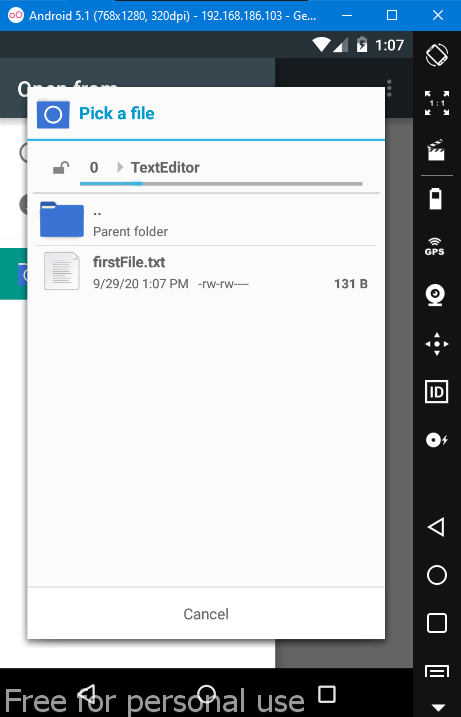 Android 5.1 (768x1280, 320dpi) - 192.168.186.103 - Ge...
1:07
Open from
Pick a file
1:1
0 TextEditor
..
Parent folder
GPS
firstFile.txt
9/29/20 1:07 PM -rw-rw---- 131 B
ID
Cancel
Free for personal use